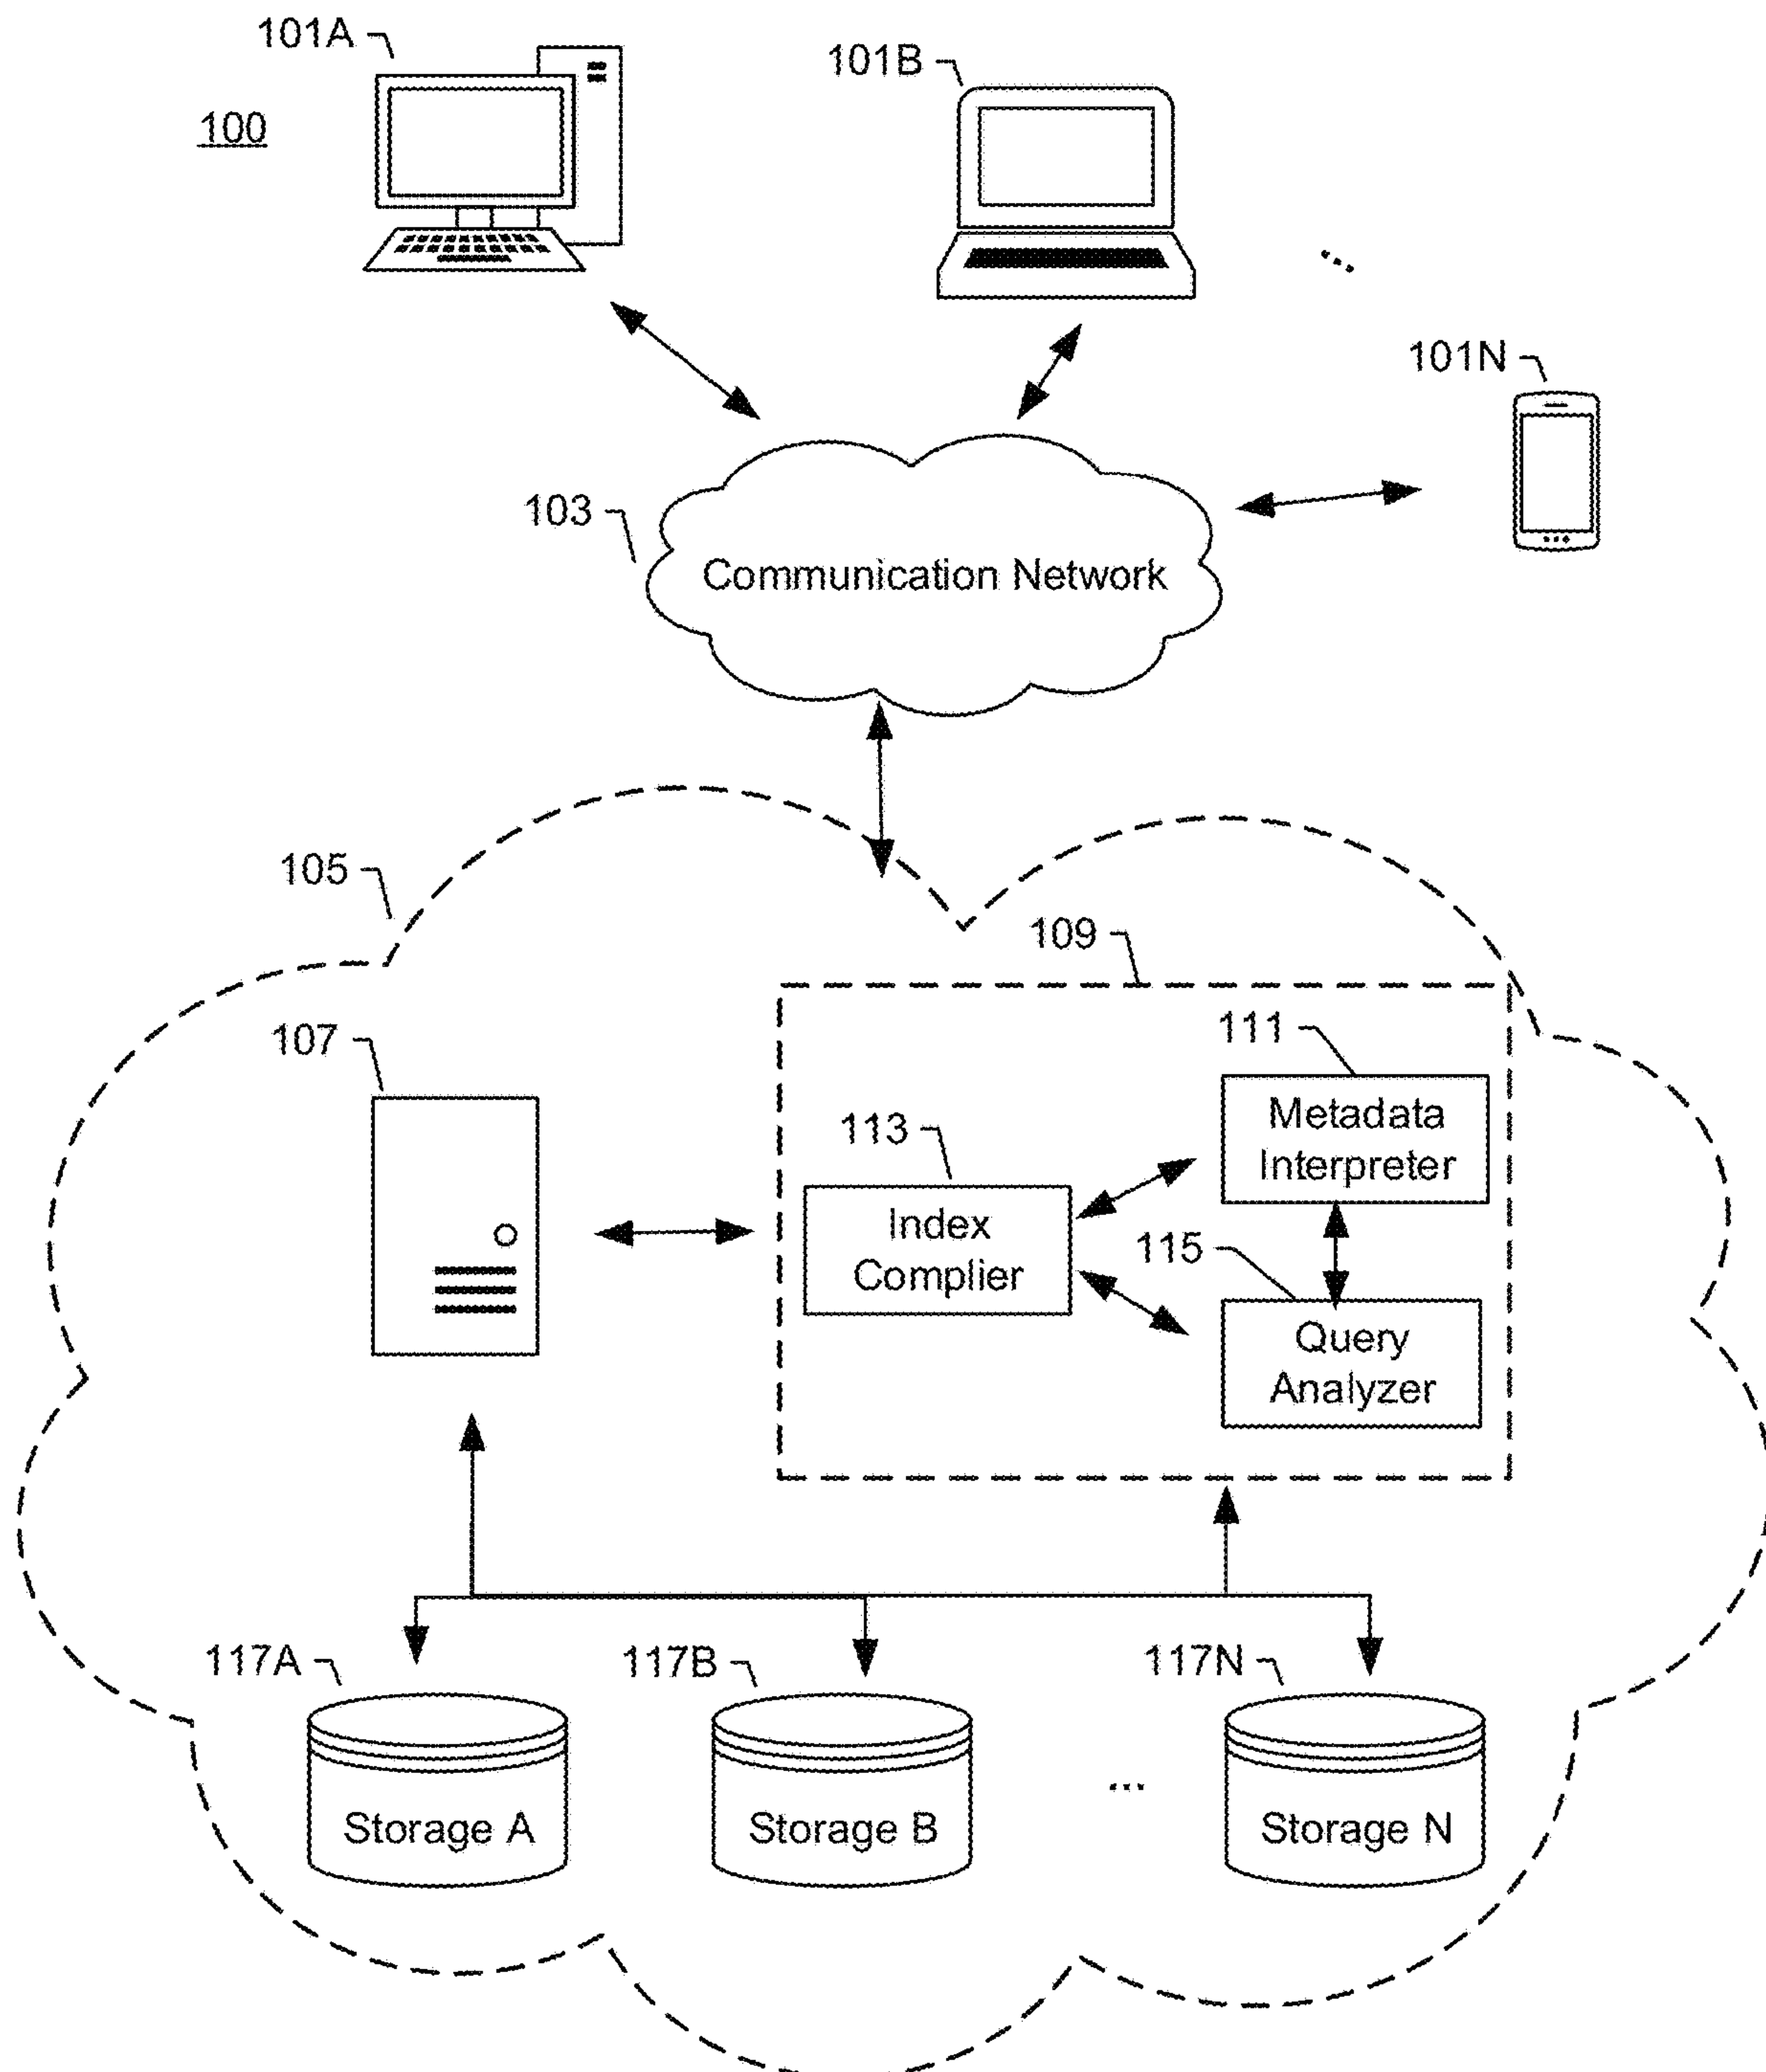 101A
101B
100
101N
103
Communication Network
105
109
107
111
Metadata
Interpreter
113
Index
Complier
115
Query
Analyzer
117A
117B
117N
Storage A
Storage B
...
Storage N